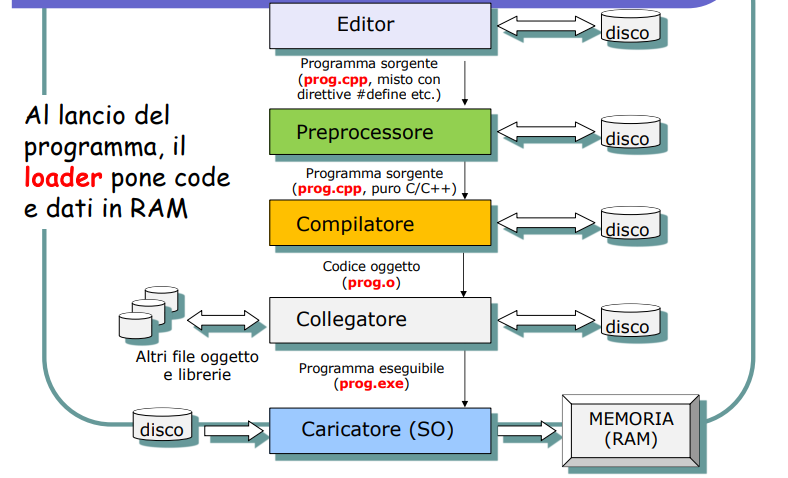 Editor
disco
Programma sorgente
(prog.cpp, misto con
direttive #define etc.)
Al lancio del
programma, il
loader pone code
e dati in RAM
Preprocessore
disco
Programma sorgente
(prog.cpp, puro C/C++)
Compilatore
disco
Codice oggetto
(prog.o)
Collegatore
disco
Altri file oggetto
e librerie
Programma eseguibile
(prog.exe)
disco
Caricatore (SO)
MEMORIA
(RAM)